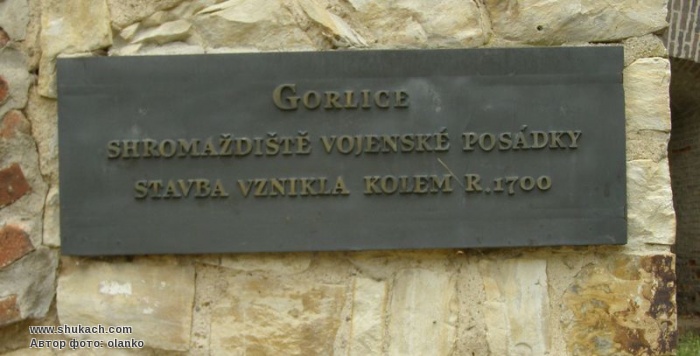 Gorlice
shromaždiště vojenské posádky
stavba vznikla kolem r.1700
www.shukach.com
Автор фото: olanko